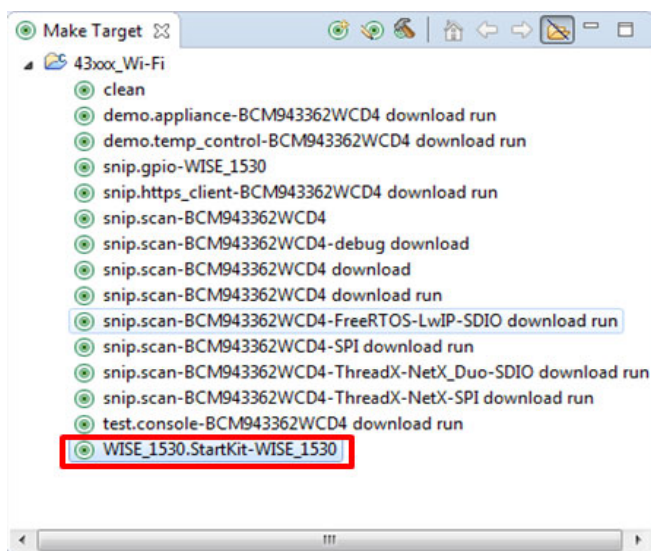 Make Target
43xxx_Wi-Fi
clean
demo.appliance-BCM943362WCD4 download run
demo.temp_control-BCM943362WCD4 download run
snip.gpio-WISE_1530
snip.https_client-BCM943362WCD4 download run
snip.scan-BCM943362WCD4
snip.scan-BCM943362WCD4-debug download
snip.scan-BCM943362WCD4 download
snip.scan-BCM943362WCD4 download run
snip.scan-BCM943362WCD4-FreeRTOS-LwIP-SDIO download run
snip.scan-BCM943362WCD4-SPI download run
snip.scan-BCM943362WCD4-ThreadX-NetX_Duo-SDIO download run
snip.scan-BCM943362WCD4-ThreadX-NetX-SPI download run
test.console-BCM943362WCD4 download run
WISE_1530.StartKit-WISE_1530